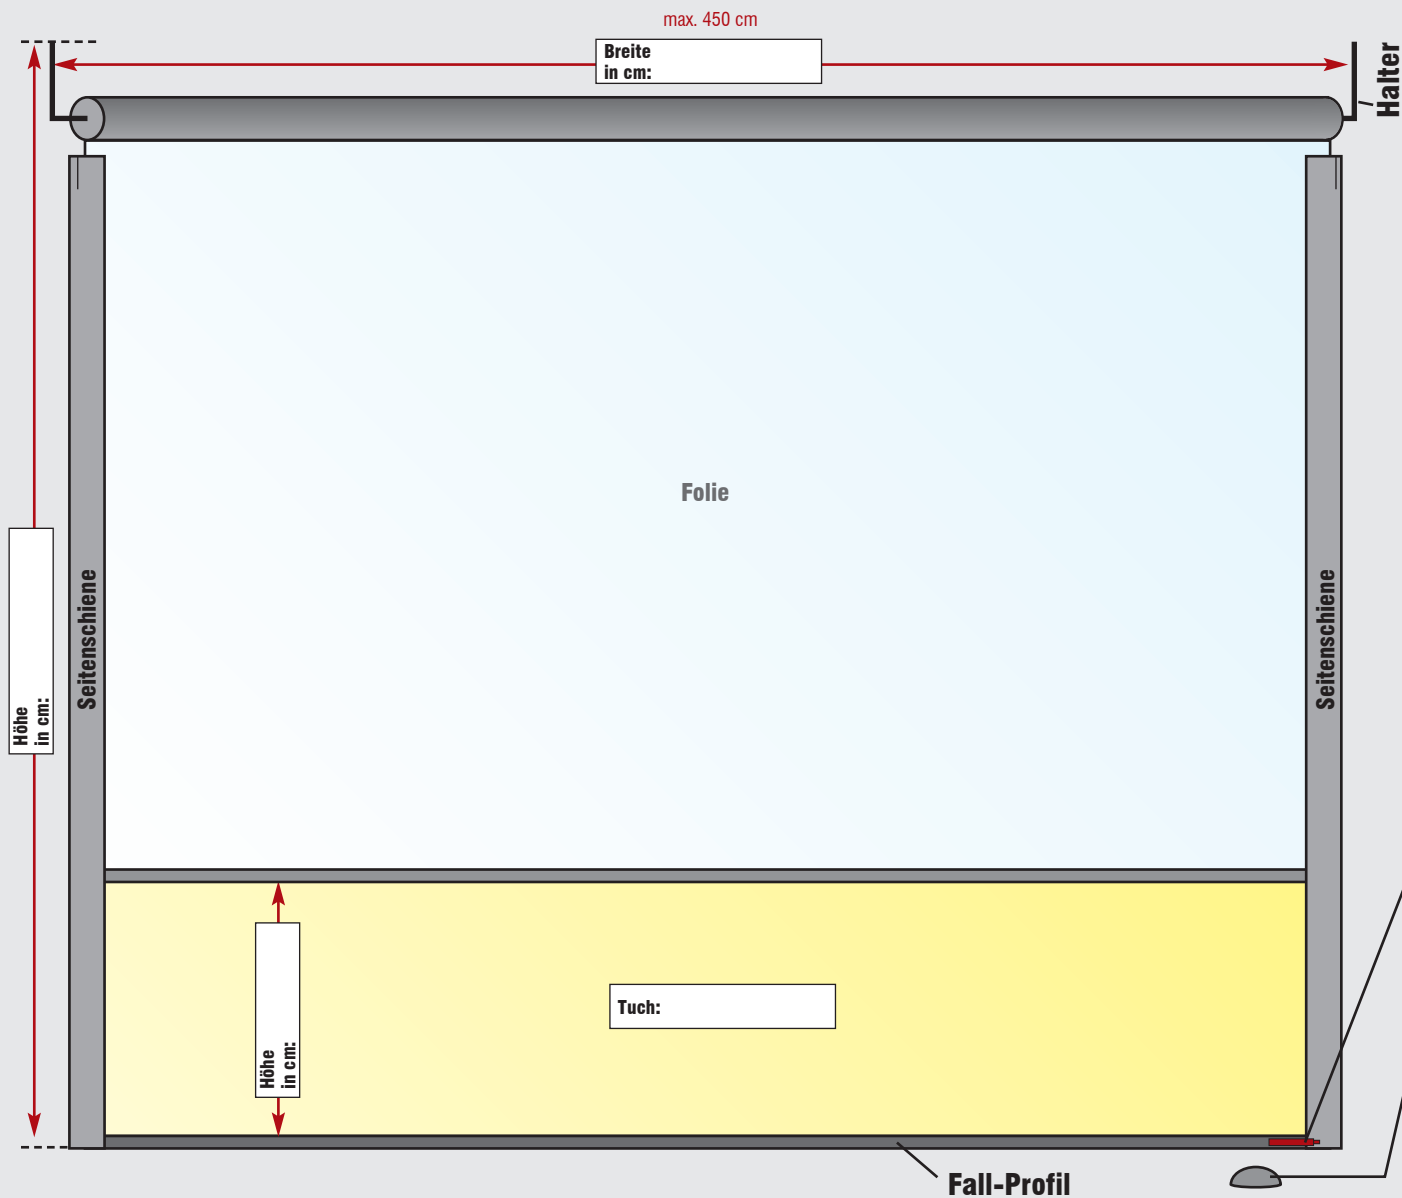 max. 450 cm
Breite
in cm:
Halter
Folie
Seitenschiene
Seitenschiene
Höhe
in cm:
Höhe
in cm:
Tuch:
Fall-Profil